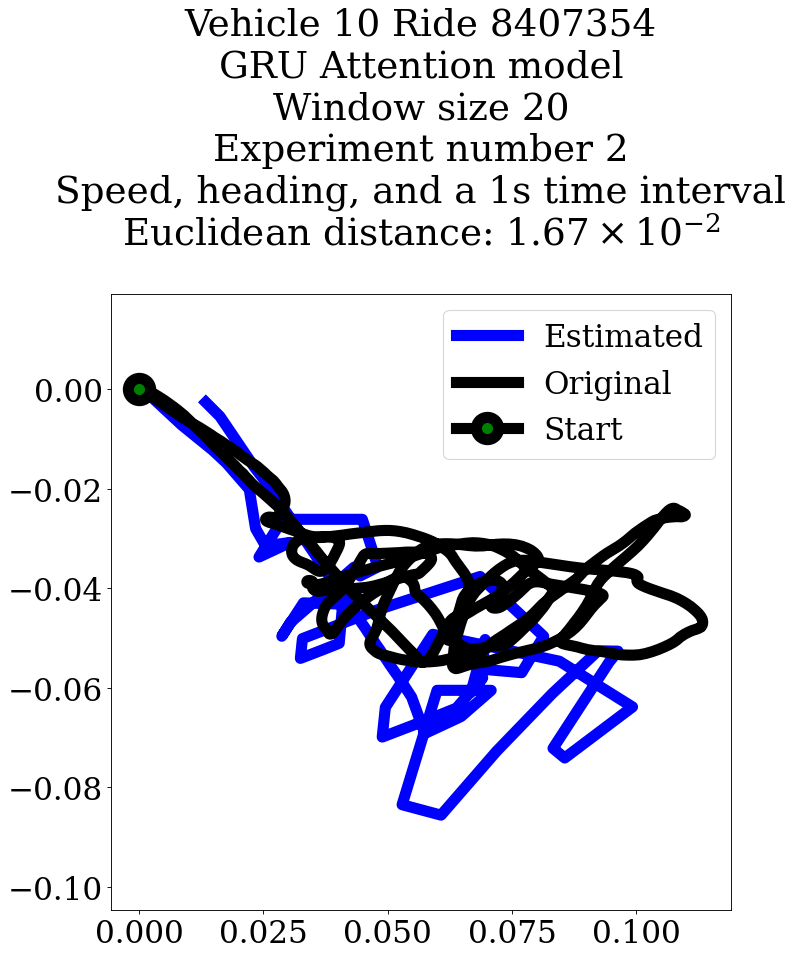 Vehicle 10 Ride 8407354
GRU Attention model
Window size 20
Experiment number 2
Speed, heading, and a 1s time interval
Euclidean distance: 1.67 × 10⁻²
Estimated
Original
Start
0.00
−0.02
−0.04
−0.06
−0.08
−0.10
0.000 0.025 0.050 0.075 0.100